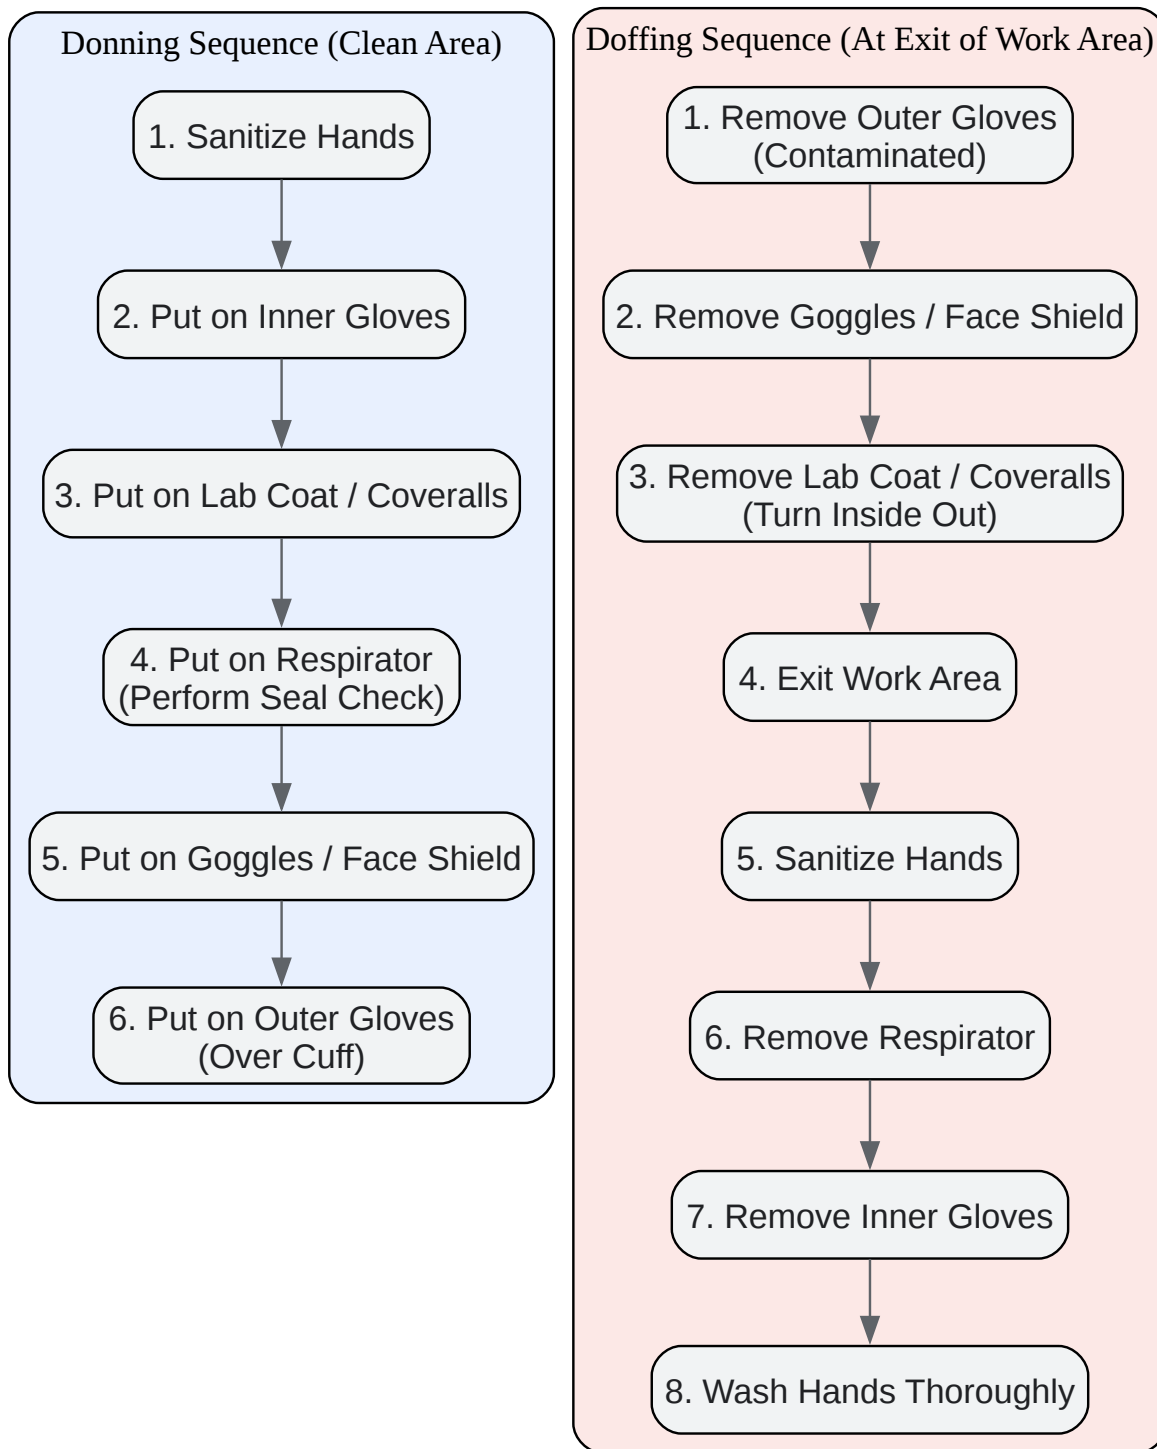 Donning Sequence (Clean Area)
1. Sanitize Hands
2. Put on Inner Gloves
3. Put on Lab Coat / Coveralls
4. Put on Respirator
(Perform Seal Check)
5. Put on Goggles / Face Shield
6. Put on Outer Gloves
(Over Cuff)
Doffing Sequence (At Exit of Work Area)
1. Remove Outer Gloves
(Contaminated)
2. Remove Goggles / Face Shield
3. Remove Lab Coat / Coveralls
(Turn Inside Out)
4. Exit Work Area
5. Sanitize Hands
6. Remove Respirator
7. Remove Inner Gloves
8. Wash Hands Thoroughly